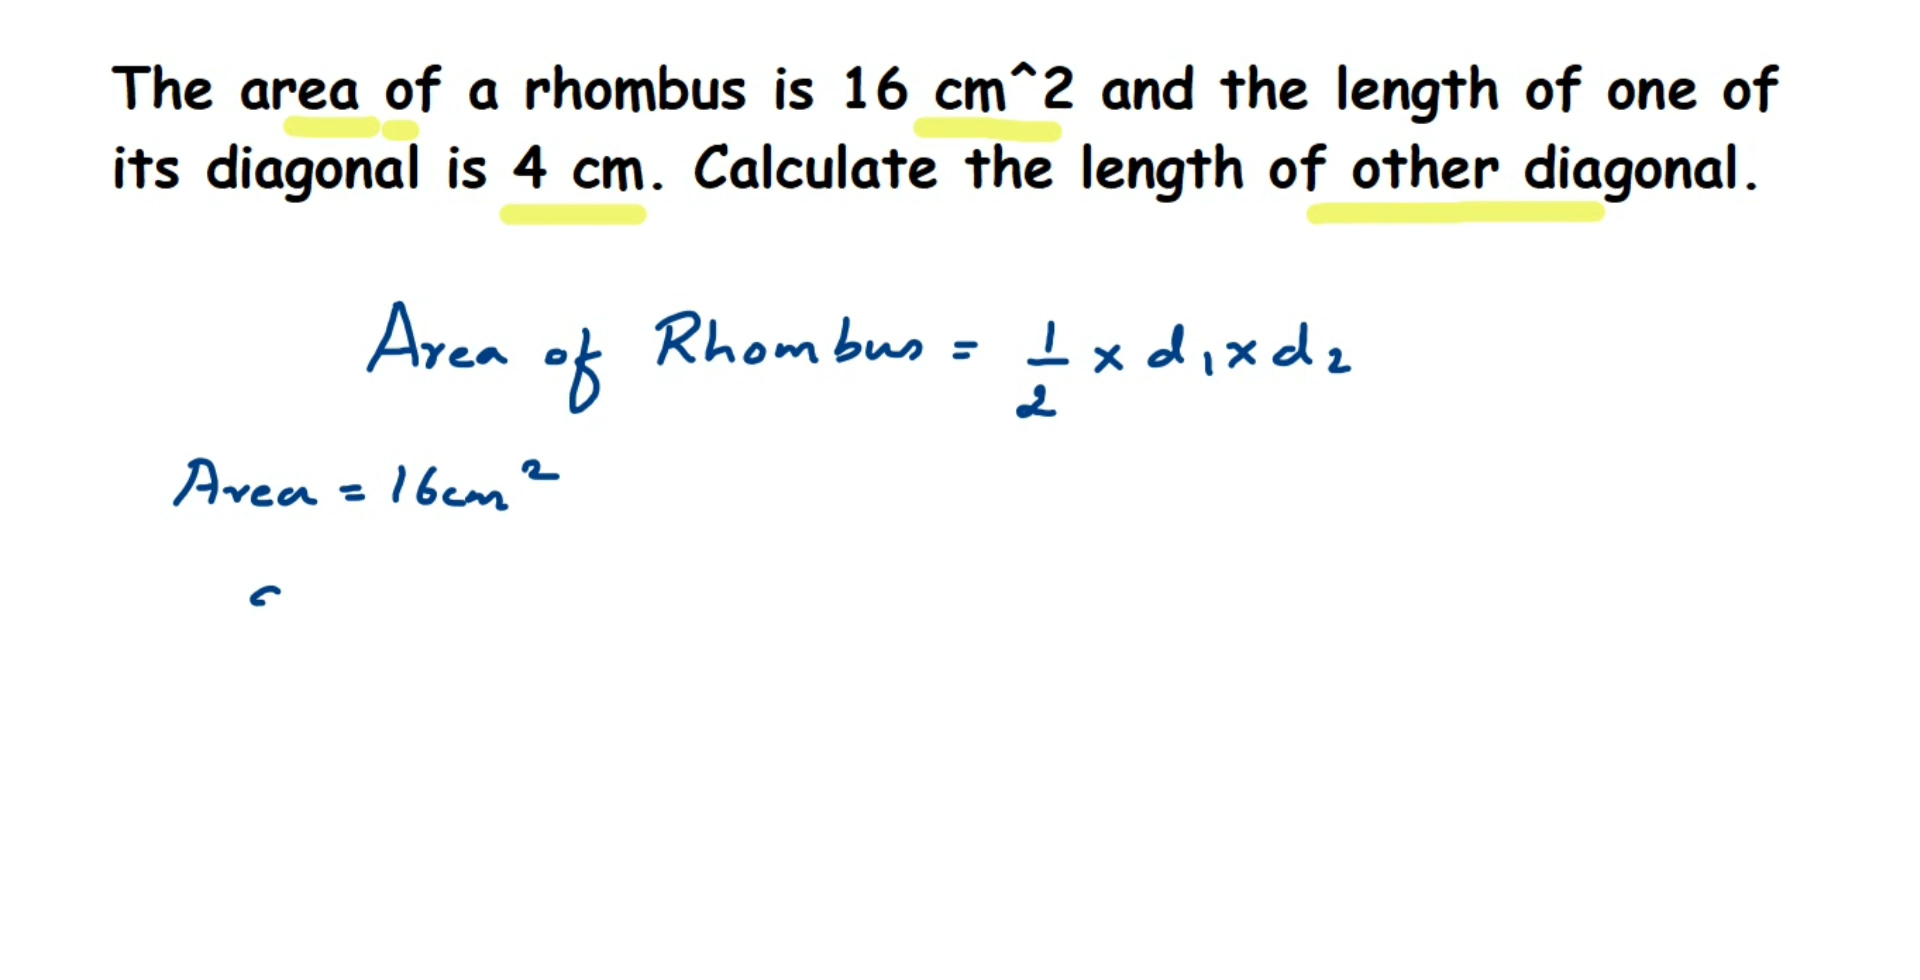 The area of a rhombus is 16 cm^2 and the length of one of
its diagonal is 4 cm. Calculate the length of other diagonal.
Area of Rhombus = 1/2 x d₁ x d₂
Area = 16cm²